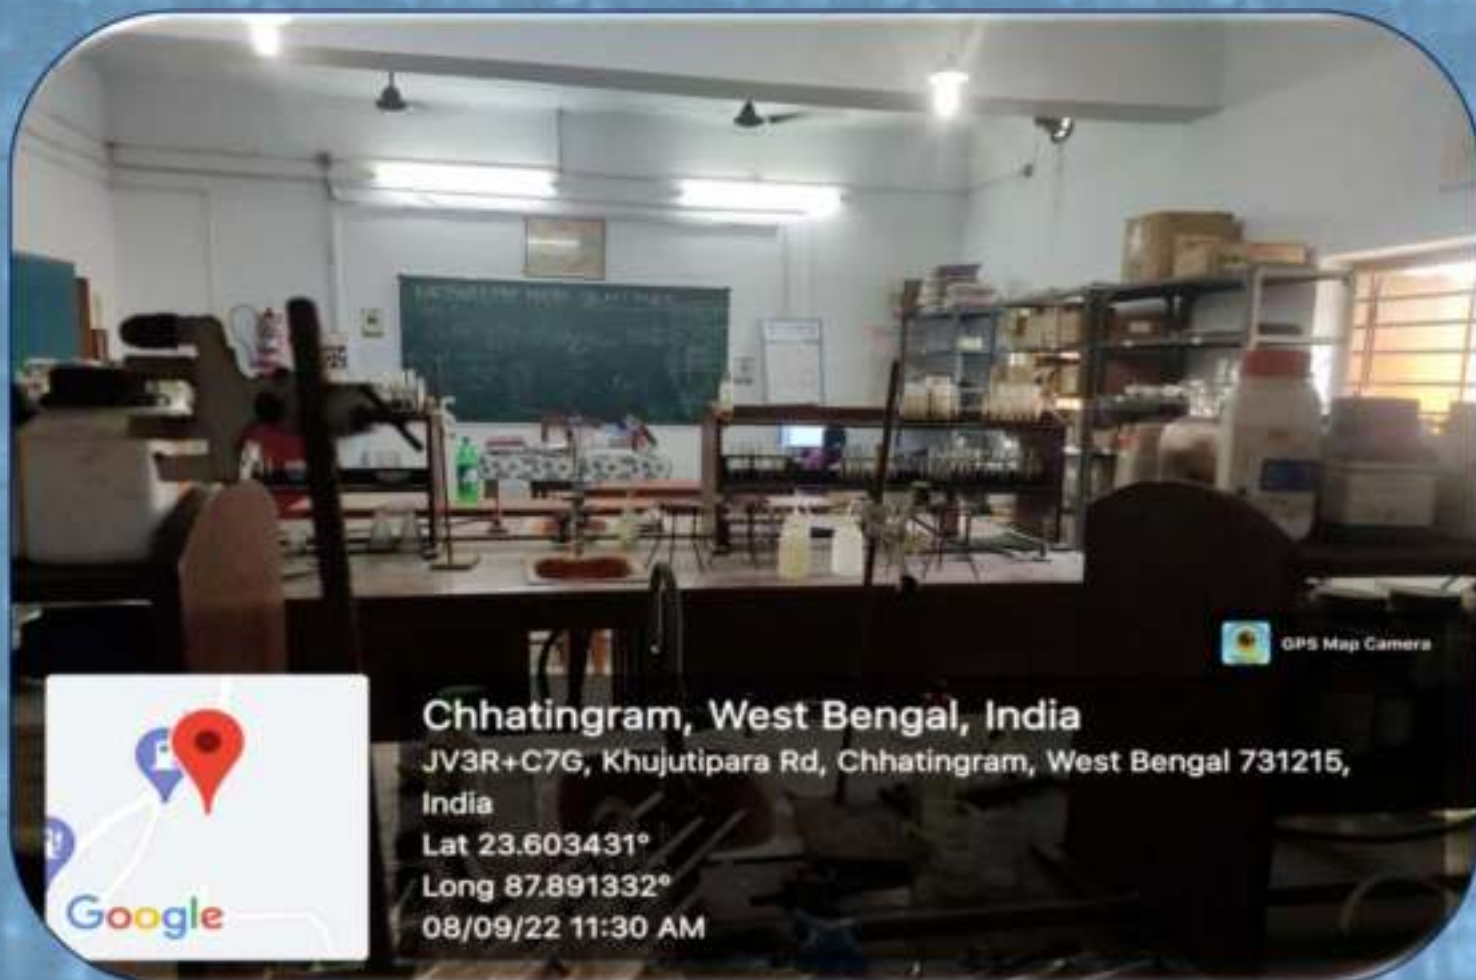 GPS Map Camera
Chhatingram, West Bengal, India
JV3R+C7G, Khujutipara Rd, Chhatingram, West Bengal 731215,
India
Lat 23.603431°
Long 87.891332°
08/09/22 11:30 AM
Google